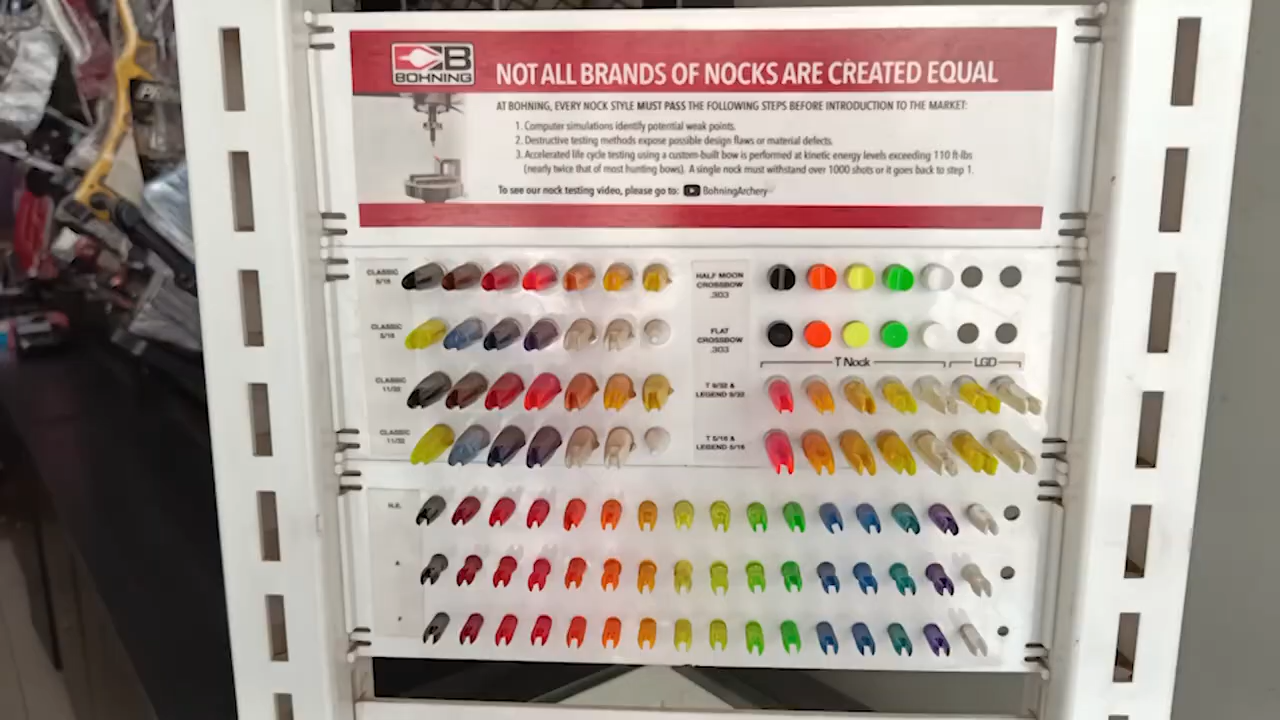 BOHNING
NOT ALL BRANDS OF NOCKS ARE CREATED EQUAL
AT BOHNING, EVERY NOCK STYLE MUST PASS THE FOLLOWING STEPS BEFORE INTRODUCTION TO THE MARKET:
1. Computer simulations identify potential weak points.
2. Destructive testing methods expose possible design flaws or material defects.
3. Accelerated life cycle testing using a custom-built bow is performed at kinetic energy levels exceeding 110 ft-lbs
(nearly twice that of most hunting bows). A single nock must withstand over 1000 shots or it goes back to step 1.
To see our nock testing video, please go to: BohningArchery
CLASSIC
5/16
CLASSIC
5/16
CLASSIC
11/32
CLASSIC
11/32
HALF MOON
CROSSBOW
.303
FLAT
CROSSBOW
.303
T Nock LGD
T 9/32 &
LEGEND 9/32
T 5/16 &
LEGEND 5/16